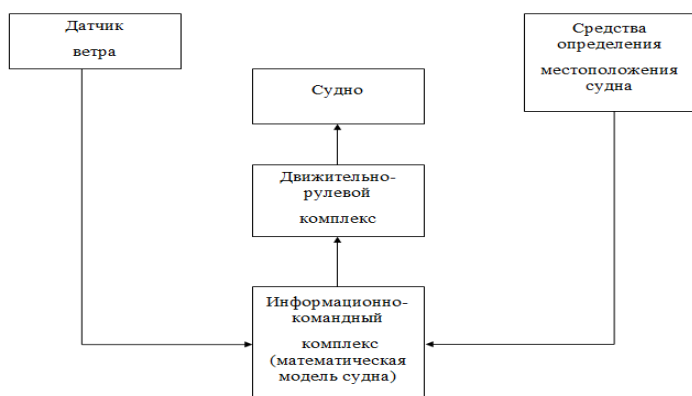 Датчик
ветра
Средства
определения
местоположения
судна
Судно
Движительно-
рулевой
комплекс
Информационно-
командный
комплекс
(математическая
модель судна)